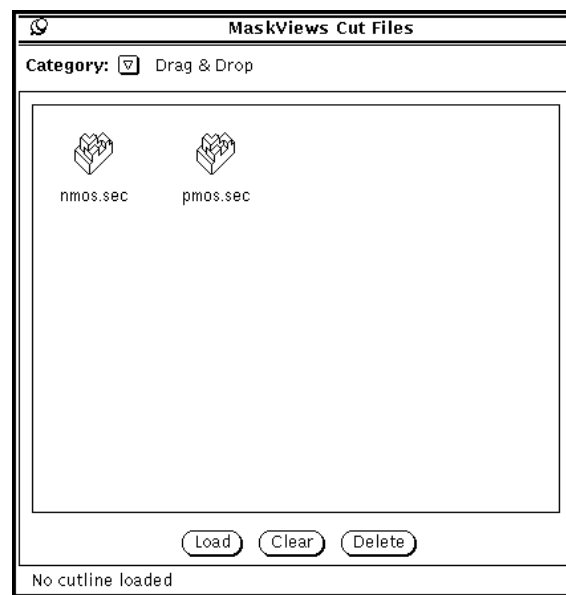 MaskViews Cut Files
Category: Drag & Drop
nmos.sec pmos.sec
Load Clear Delete
No cutline loaded